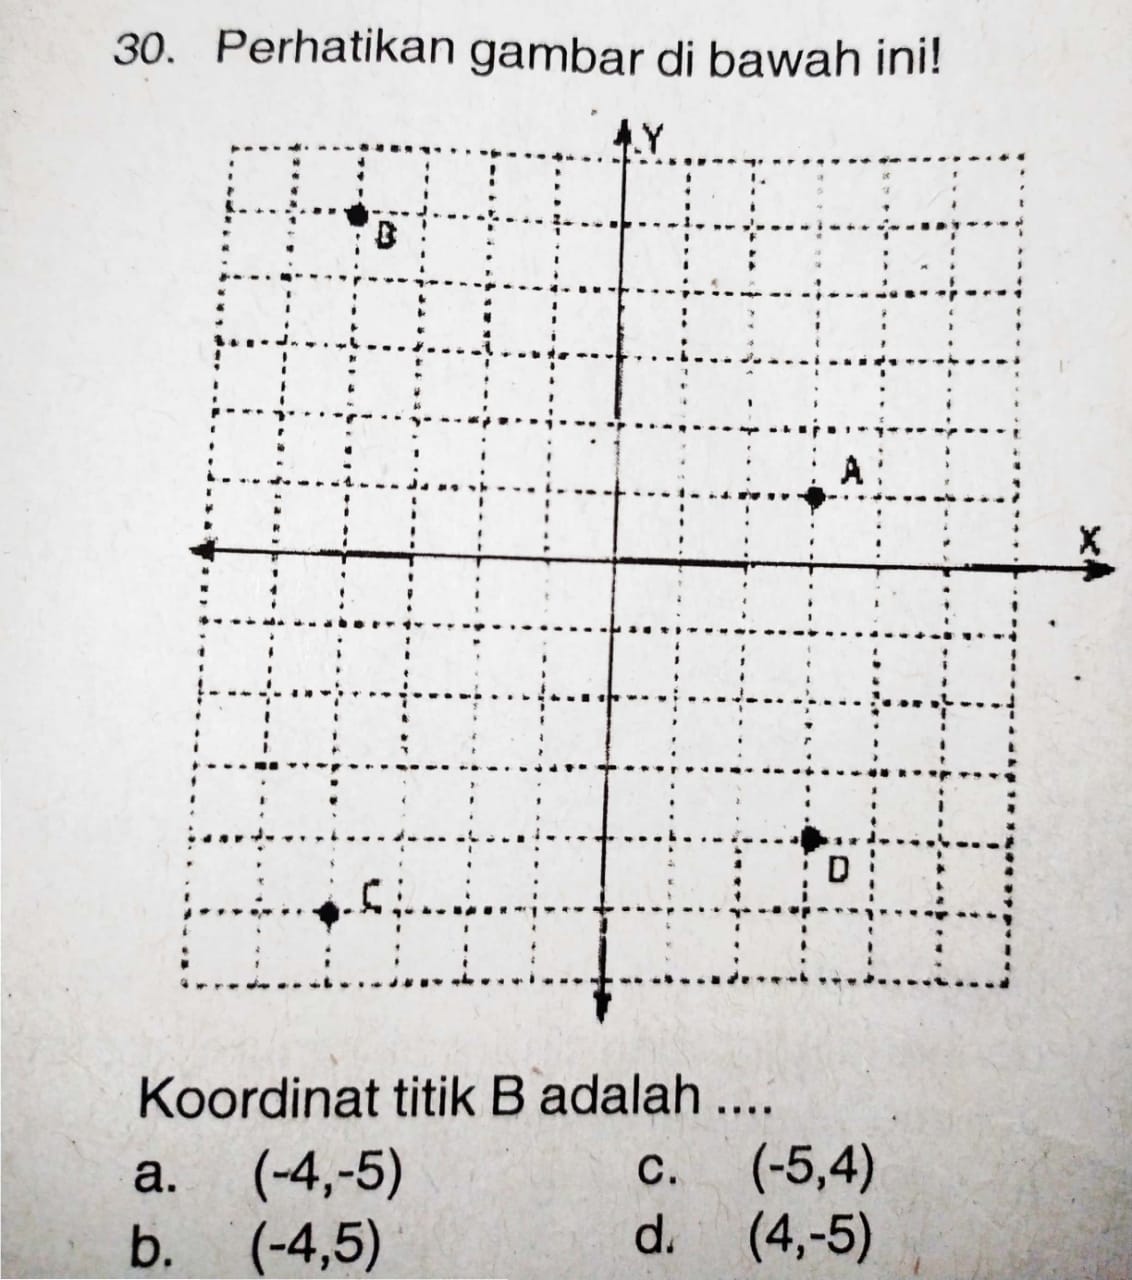 30. Perhatikan gambar di bawah ini!
Y
B
A
X
D
C
Koordinat titik B adalah ....
a. (-4,-5)
c. (-5,4)
b. (-4,5)
d. (4,-5)